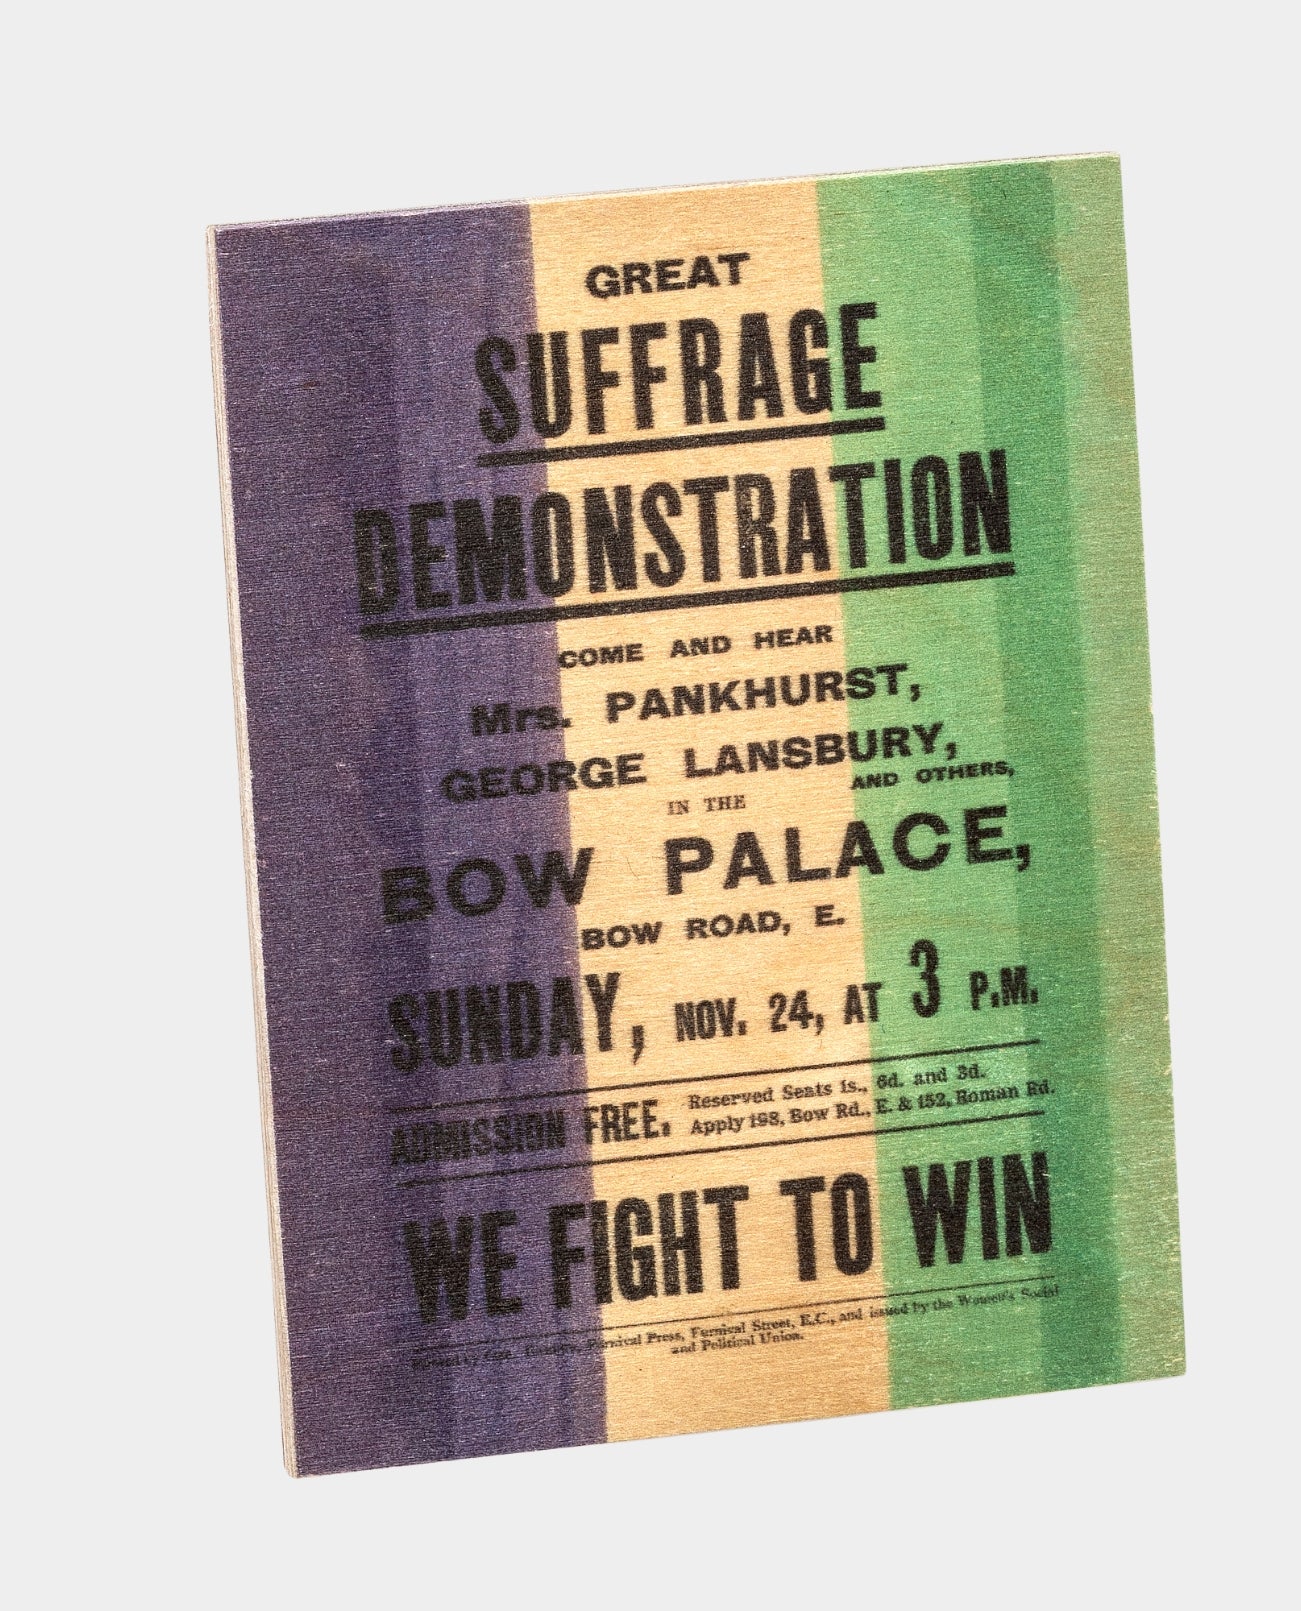 GREAT
SUFFRAGE
DEMONSTRATION
COME AND HEAR
Mrs. PANKHURST,
GEORGE LANSBURY,
AND OTHERS,
IN THE
BOW PALACE,
BOW ROAD, E.
SUNDAY, NOV. 24, AT 3 P.M.
ADMISSION FREE.
Reserved Seats 1s., 6d. and 3d.
Apply 198, Bow Rd., E. & 152, Roman Rd.
WE FIGHT TO WIN
Printed by Furnival Press, Furnival Street, E.C., and issued by the Women's Social
and Political Union.